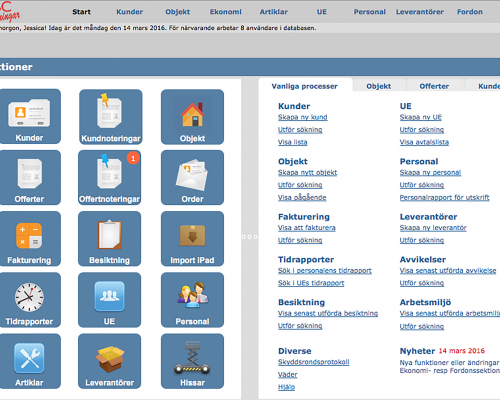 Start Kunder Objekt Ekonomi Artiklar UE Personal Leverantörer Fordon
morgon, Jessica! Idag är det måndag den 14 mars 2016. För närvarande arbetar 8 användare i databasen.
Vanliga processer Objekt Offerter
Kunder
Kundnoteringar
Objekt
Offerter
Offertnoteringar
1
Order
Fakturering
Besiktning
Import iPad
Tidrapporter
UE
Personal
Artiklar
Leverantörer
Hissar
Kunder
Skapa ny kund
Utför sökning
Visa lista
Objekt
Skapa nytt objekt
Utför sökning
Visa pågående
Fakturering
Visa att fakturera
Utför sökning
Tidrapporter
Sök i personalens tidrapport
Sök i UEs tidrapport
Besiktning
Visa senast utförda besiktning
Utför sökning
Diverse
Skyddsrondsprotokoll
Väder
Hjälp
UE
Skapa ny UE
Utför sökning
Visa avtalslista
Personal
Skapa ny personal
Utför sökning
Personalrapport för utskrift
Leverantörer
Skapa ny leverantör
Utför sökning
Avvikelser
Visa senast utförda avvikelse
Utför sökning
Arbetsmiljö
Visa senast utförda arbetsmiljö
Utför sökning
Nyheter 14 mars 2016
Nya funktioner eller ändringar
Ekonomi- resp Fordonssektion